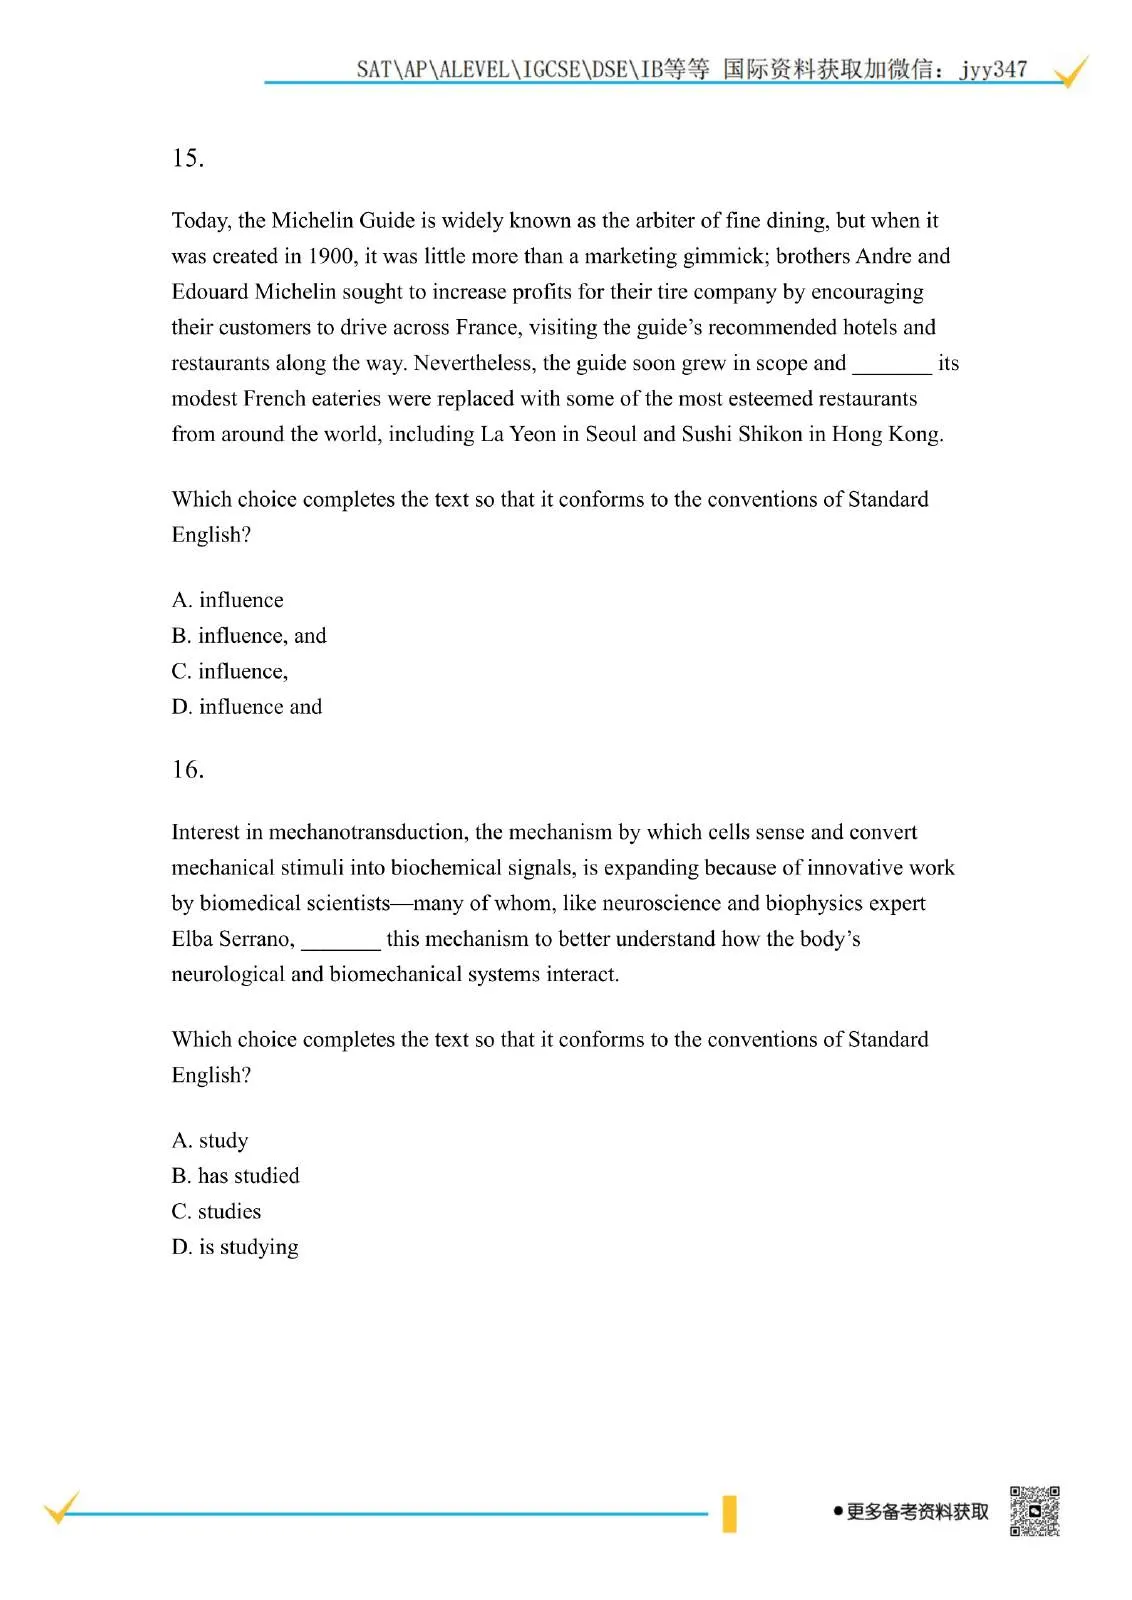 SAT\AP\ALEVEL\IGCSE\DSE\IB等等 国际资料获取加微信：jyy347
15.
Today, the Michelin Guide is widely known as the arbiter of fine dining, but when it
was created in 1900, it was little more than a marketing gimmick; brothers Andre and
Edouard Michelin sought to increase profits for their tire company by encouraging
their customers to drive across France, visiting the guide's recommended hotels and
restaurants along the way. Nevertheless, the guide soon grew in scope and _______ its
modest French eateries were replaced with some of the most esteemed restaurants
from around the world, including La Yeon in Seoul and Sushi Shikon in Hong Kong.
Which choice completes the text so that it conforms to the conventions of Standard
English?
A. influence
B. influence, and
C. influence,
D. influence and
16.
Interest in mechanotransduction, the mechanism by which cells sense and convert
mechanical stimuli into biochemical signals, is expanding because of innovative work
by biomedical scientists—many of whom, like neuroscience and biophysics expert
Elba Serrano, _______ this mechanism to better understand how the body's
neurological and biomechanical systems interact.
Which choice completes the text so that it conforms to the conventions of Standard
English?
A. study
B. has studied
C. studies
D. is studying
●更多备考资料获取